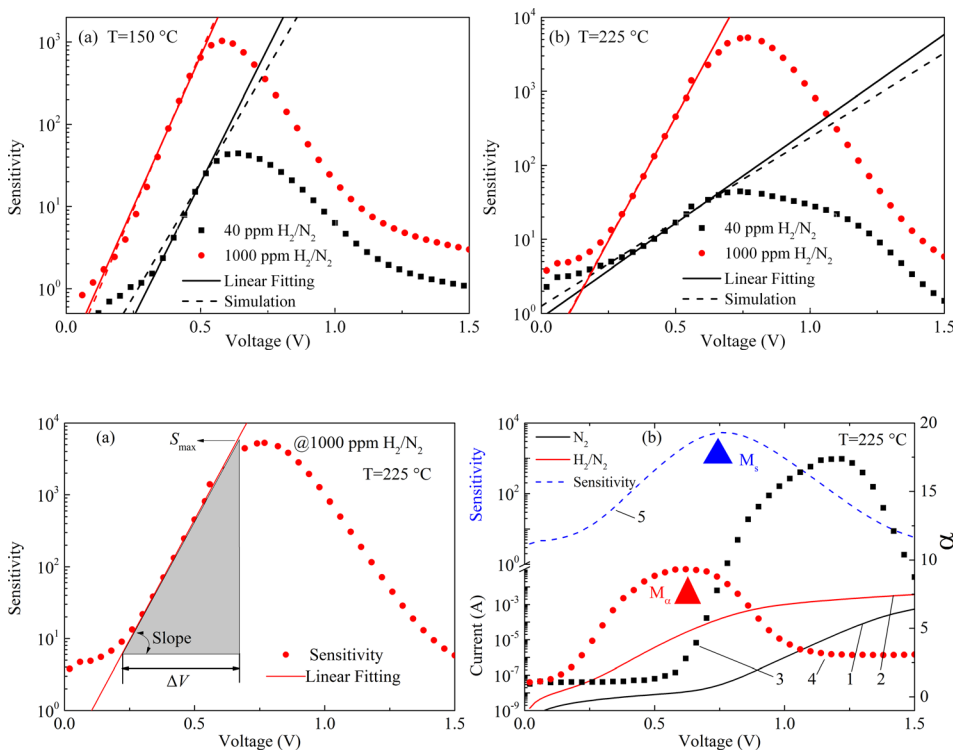 (a) T=150 °C
10³
10²
10¹
10⁰
Sensitivity
40 ppm H₂/N₂
1000 ppm H₂/N₂
Linear Fitting
Simulation
0.0 0.5 1.0 1.5
Voltage (V)
(b) T=225 °C
10⁵
10⁴
10³
10²
10¹
10⁰
Sensitivity
40 ppm H₂/N₂
1000 ppm H₂/N₂
Linear Fitting
Simulation
0.0 0.5 1.0 1.5
Voltage (V)
(a)
@1000 ppm H₂/N₂
T=225 °C
Sₘₐₓ
10⁴
10³
10²
10¹
10⁰
Sensitivity
Slope
ΔV
Sensitivity
Linear Fitting
0.0 0.5 1.0 1.5
Voltage (V)
(b)
T=225 °C
N₂
H₂/N₂
Sensitivity
Mₛ
5
M_α
3
4
1
2
10⁴
10²
10⁰
Sensitivity
10⁻³
10⁻⁵
10⁻⁷
10⁻⁹
Current (A)
20
15
10
5
0
α
0.0 0.5 1.0 1.5
Voltage (V)